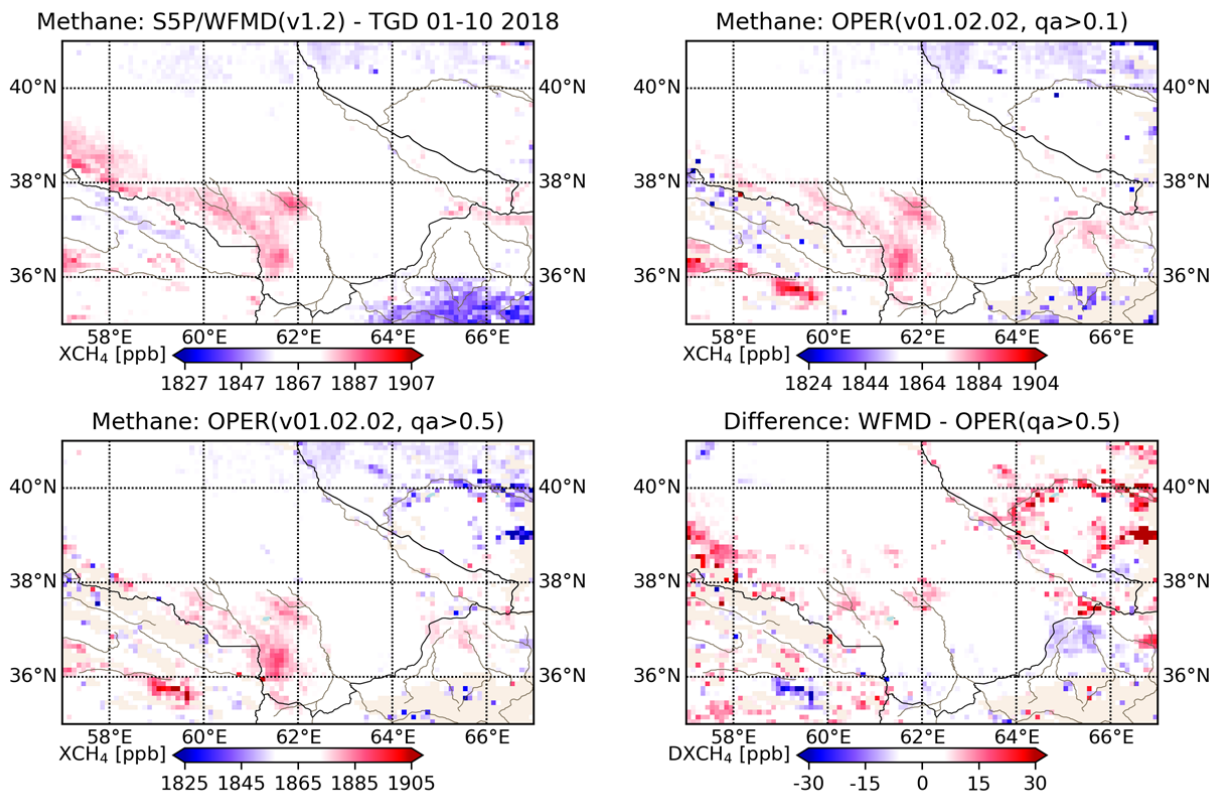 Methane: S5P/WFMD(v1.2) - TGD 01-10 2018
Methane: OPER(v01.02.02, qa>0.1)
40°N 40°N 40°N 40°N
38°N 38°N 38°N 38°N
36°N 36°N 36°N 36°N
58°E 60°E 62°E 64°E 66°E
58°E 60°E 62°E 64°E 66°E
XCH₄ [ppb]
1827 1847 1867 1887 1907
XCH₄ [ppb]
1824 1844 1864 1884 1904
Methane: OPER(v01.02.02, qa>0.5)
Difference: WFMD - OPER(qa>0.5)
40°N 40°N 40°N 40°N
38°N 38°N 38°N 38°N
36°N 36°N 36°N 36°N
58°E 60°E 62°E 64°E 66°E
58°E 60°E 62°E 64°E 66°E
XCH₄ [ppb]
1825 1845 1865 1885 1905
DXCH₄ [ppb]
-30 -15 0 15 30